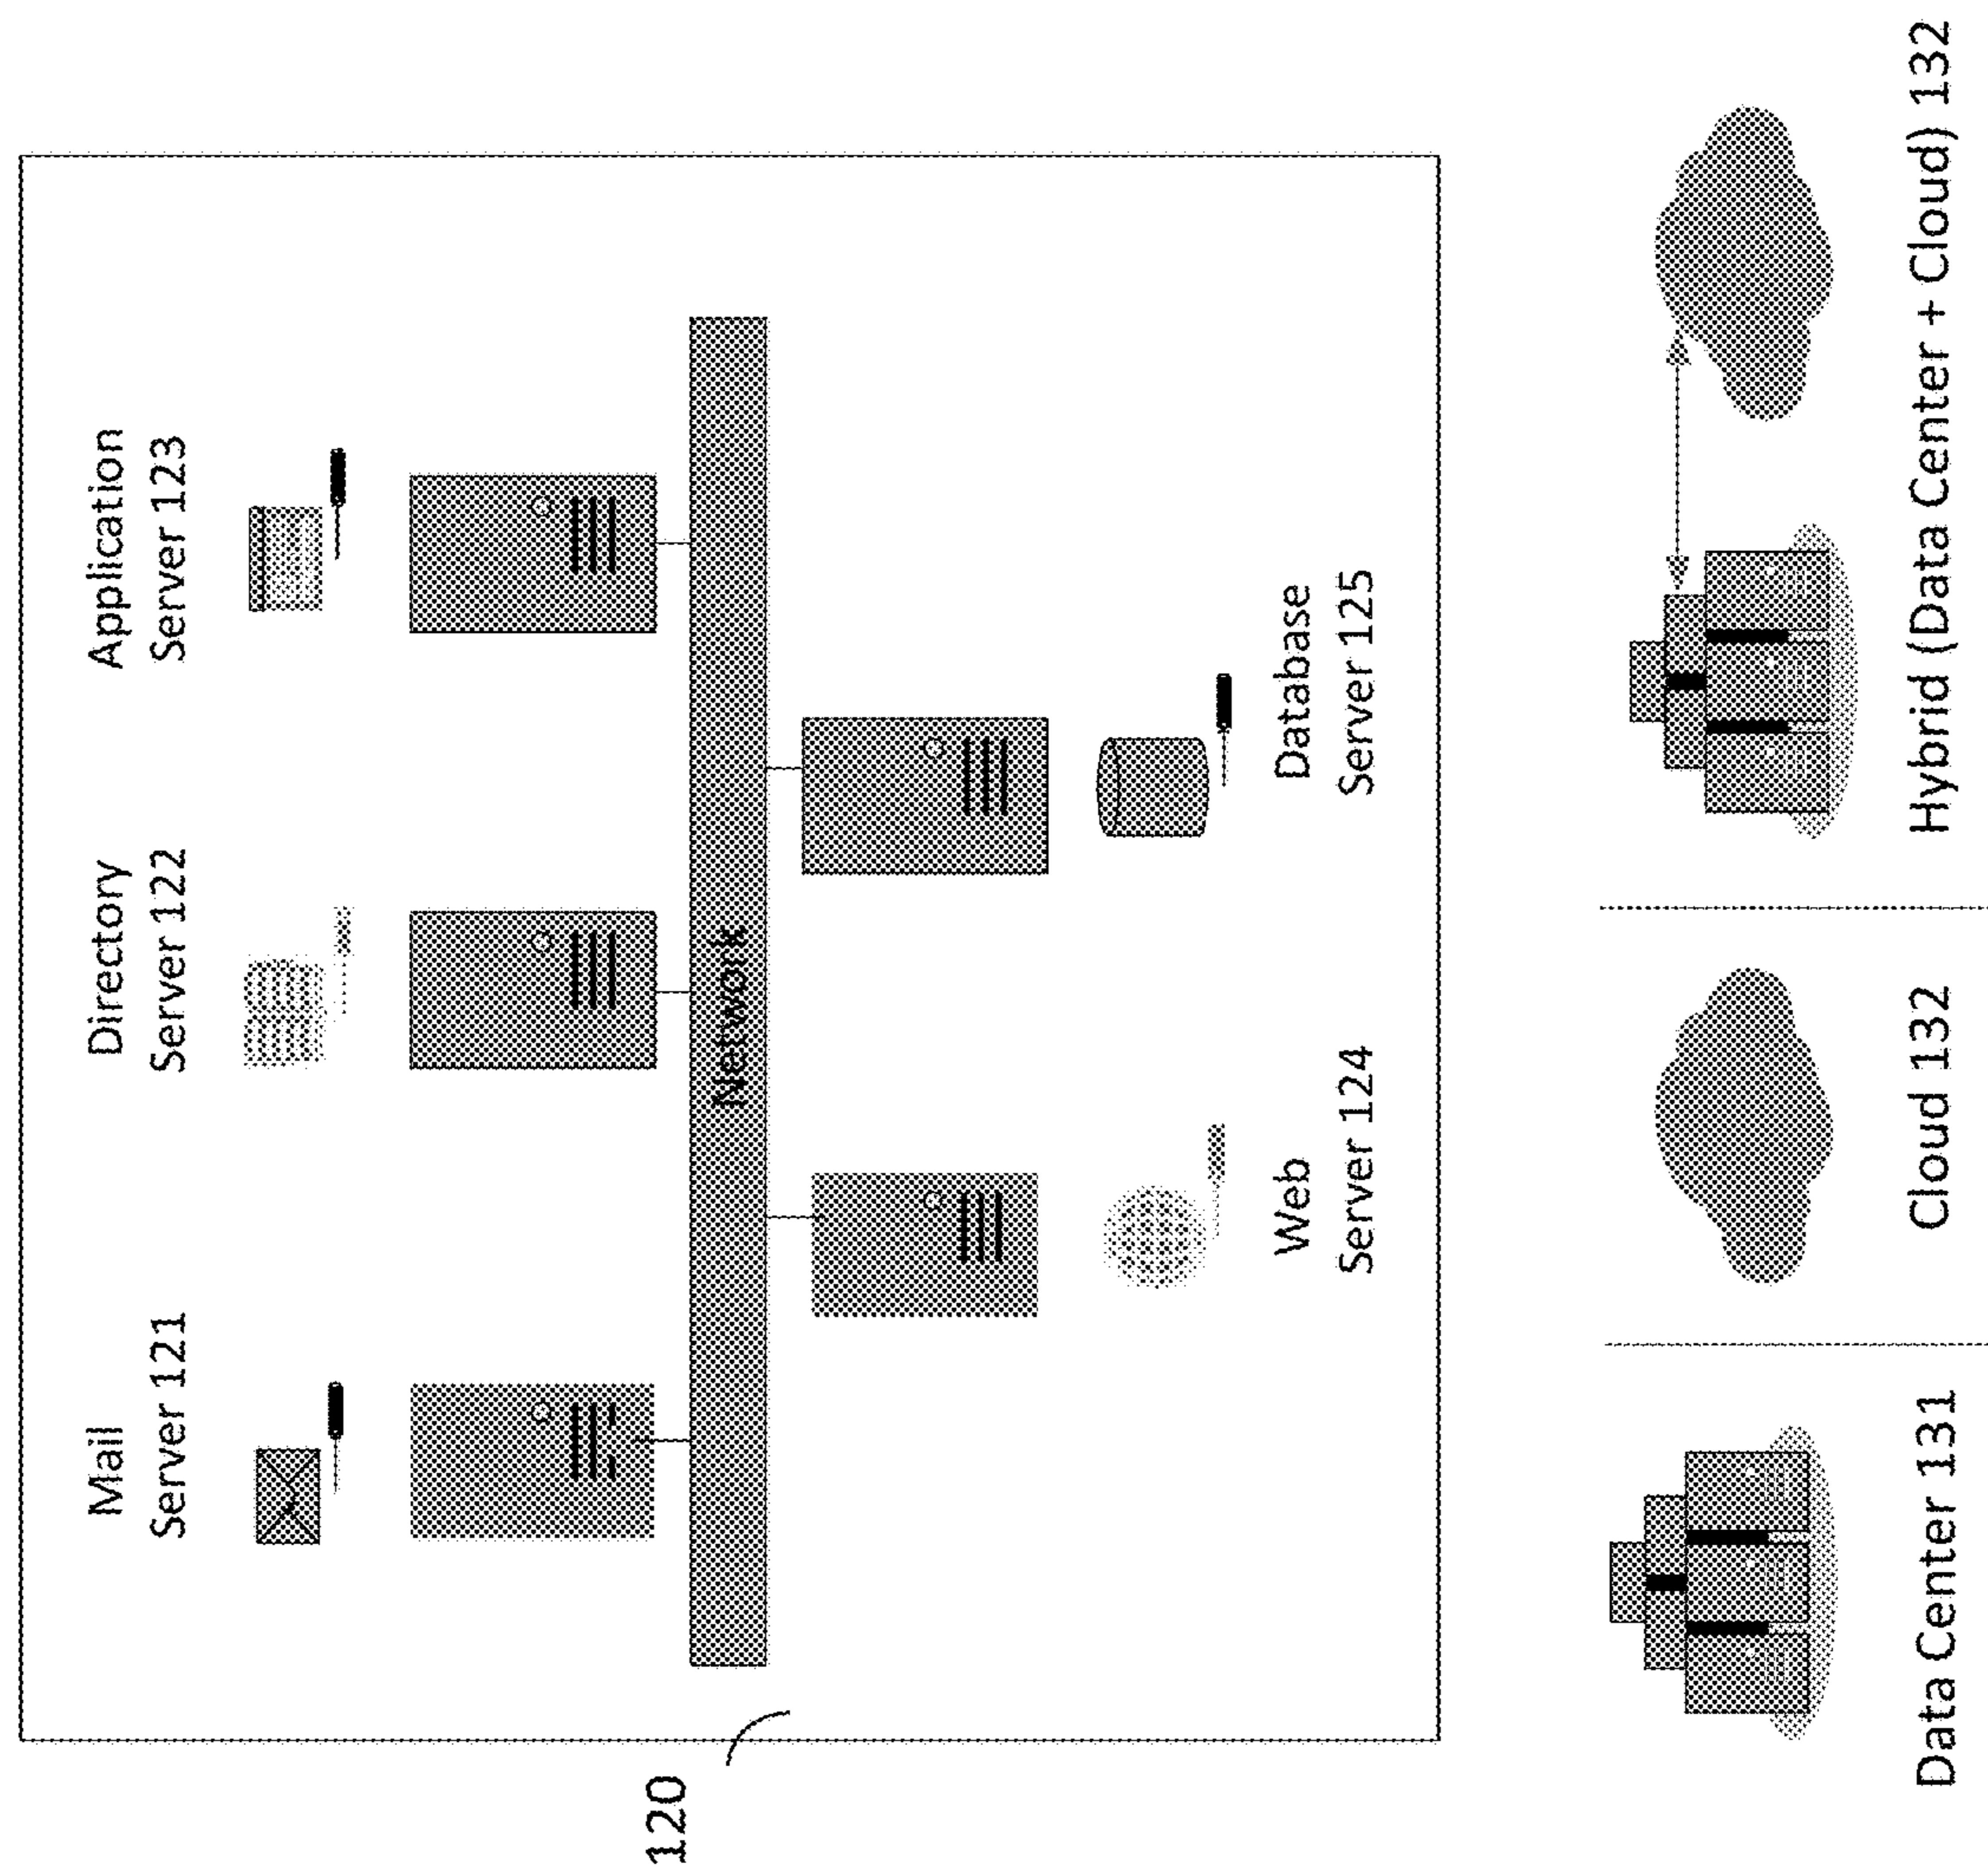 Mail
Server 121
Directory
Server 122
Application
Server 123
120
Network
Web
Server 124
Database
Server 125
Data Center 131
Cloud 132
Hybrid (Data Center + Cloud) 132